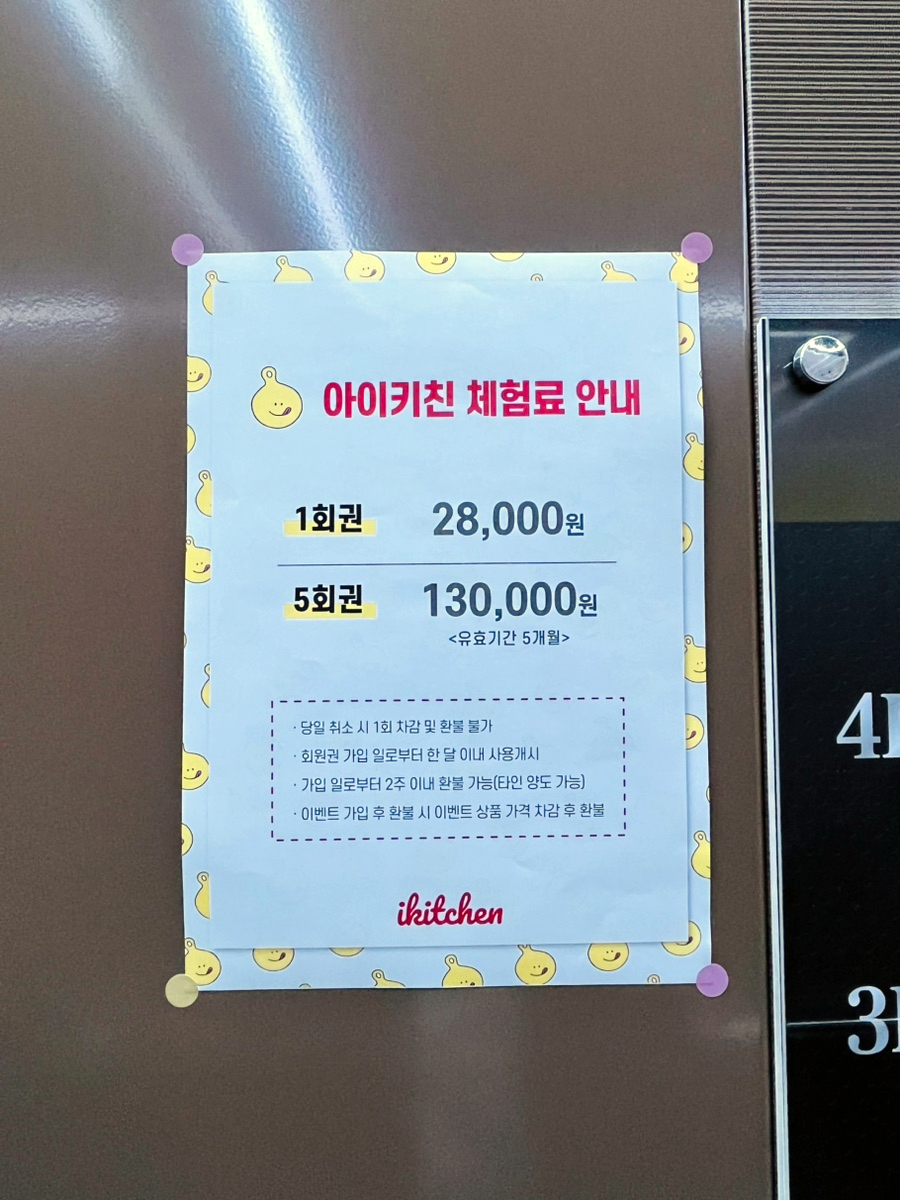 아이키친 체험료 안내
1회권 28,000원
5회권 130,000원
<유효기간 5개월>
· 당일 취소 시 1회 차감 및 환불 불가
· 회원권 가입 일로부터 한 달 이내 사용개시
· 가입 일로부터 2주 이내 환불 가능(타인 양도 가능)
· 이벤트 가입 후 환불 시 이벤트 상품 가격 차감 후 환불
ikitchen
4
3